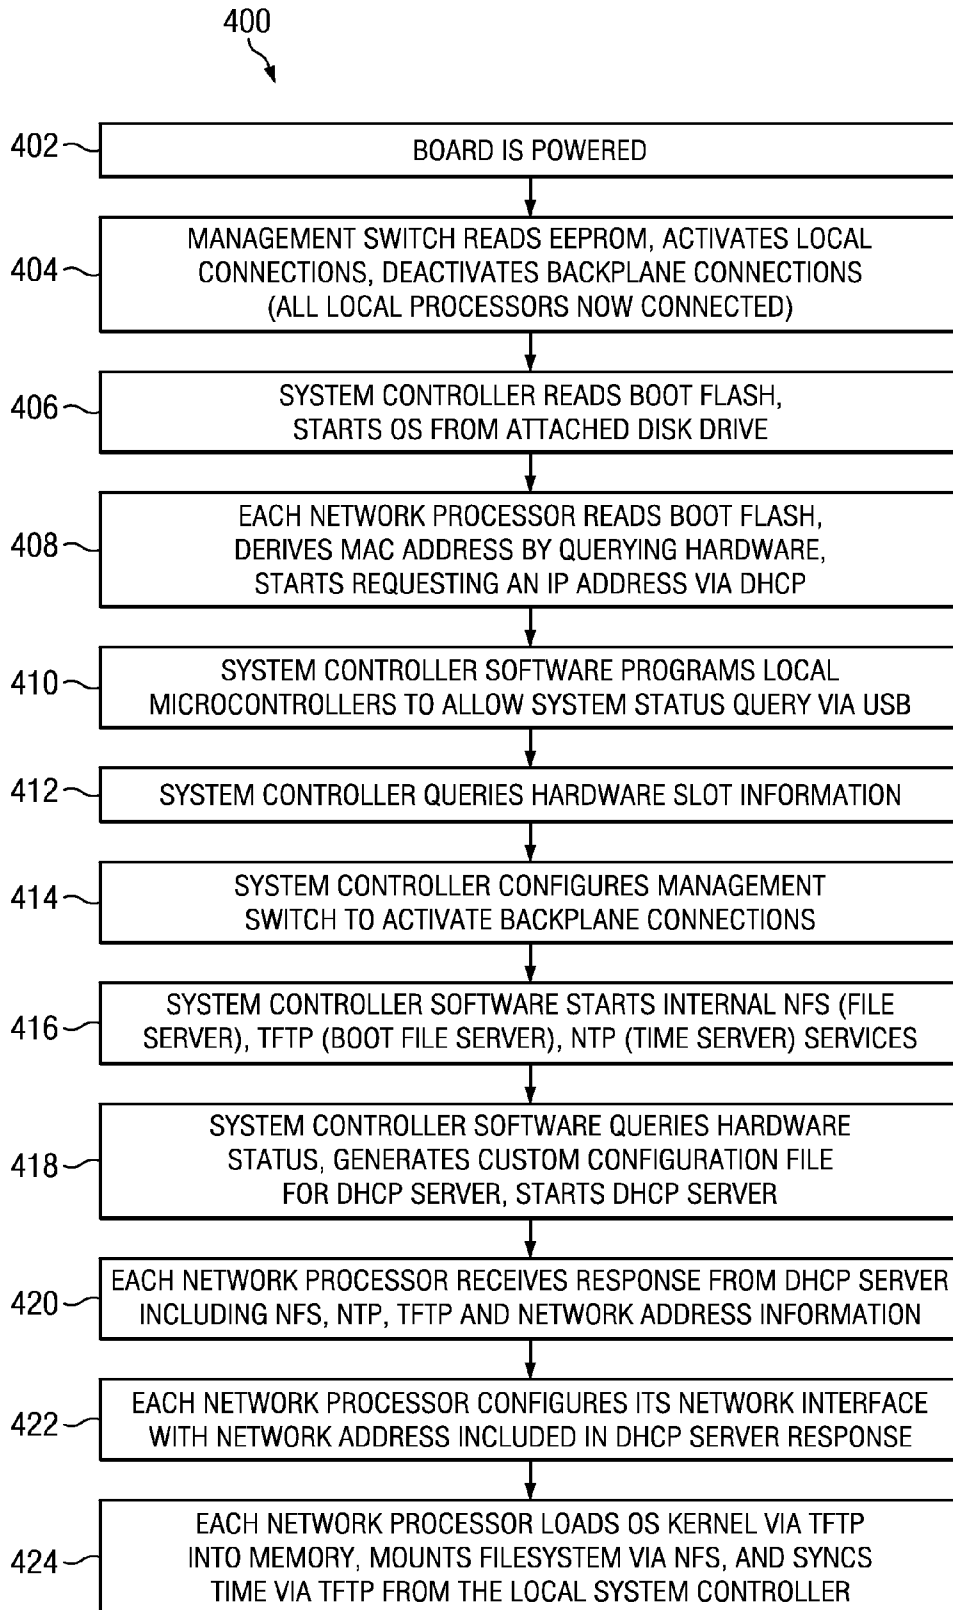 400
402
BOARD IS POWERED
404
MANAGEMENT SWITCH READS EEPROM, ACTIVATES LOCAL
CONNECTIONS, DEACTIVATES BACKPLANE CONNECTIONS
(ALL LOCAL PROCESSORS NOW CONNECTED)
406
SYSTEM CONTROLLER READS BOOT FLASH,
STARTS OS FROM ATTACHED DISK DRIVE
408
EACH NETWORK PROCESSOR READS BOOT FLASH,
DERIVES MAC ADDRESS BY QUERYING HARDWARE,
STARTS REQUESTING AN IP ADDRESS VIA DHCP
410
SYSTEM CONTROLLER SOFTWARE PROGRAMS LOCAL
MICROCONTROLLERS TO ALLOW SYSTEM STATUS QUERY VIA USB
412
SYSTEM CONTROLLER QUERIES HARDWARE SLOT INFORMATION
414
SYSTEM CONTROLLER CONFIGURES MANAGEMENT
SWITCH TO ACTIVATE BACKPLANE CONNECTIONS
416
SYSTEM CONTROLLER SOFTWARE STARTS INTERNAL NFS (FILE
SERVER), TFTP (BOOT FILE SERVER), NTP (TIME SERVER) SERVICES
418
SYSTEM CONTROLLER SOFTWARE QUERIES HARDWARE
STATUS, GENERATES CUSTOM CONFIGURATION FILE
FOR DHCP SERVER, STARTS DHCP SERVER
420
EACH NETWORK PROCESSOR RECEIVES RESPONSE FROM DHCP SERVER
INCLUDING NFS, NTP, TFTP AND NETWORK ADDRESS INFORMATION
422
EACH NETWORK PROCESSOR CONFIGURES ITS NETWORK INTERFACE
WITH NETWORK ADDRESS INCLUDED IN DHCP SERVER RESPONSE
424
EACH NETWORK PROCESSOR LOADS OS KERNEL VIA TFTP
INTO MEMORY, MOUNTS FILESYSTEM VIA NFS, AND SYNCS
TIME VIA TFTP FROM THE LOCAL SYSTEM CONTROLLER